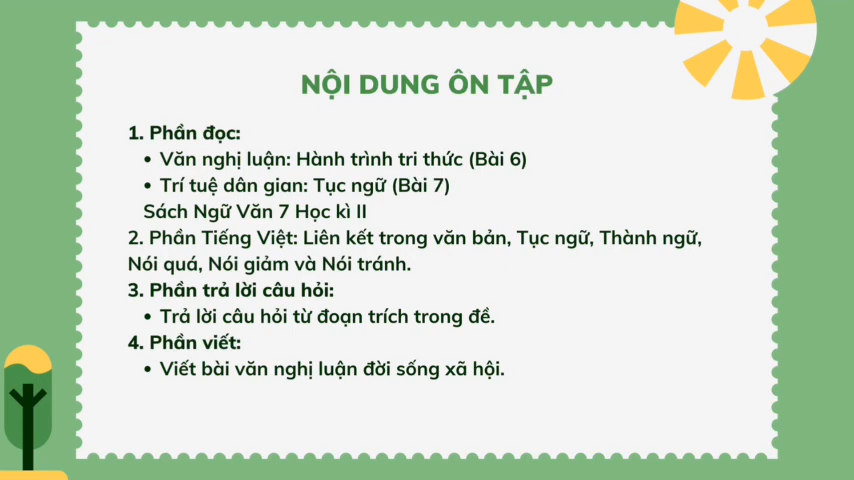 NỘI DUNG ÔN TẬP
1. Phần đọc:
• Văn nghị luận: Hành trình tri thức (Bài 6)
• Trí tuệ dân gian: Tục ngữ (Bài 7)
Sách Ngữ Văn 7 Học kì II
2. Phần Tiếng Việt: Liên kết trong văn bản, Tục ngữ, Thành ngữ,
Nói quá, Nói giảm và Nói tránh.
3. Phần trả lời câu hỏi:
• Trả lời câu hỏi từ đoạn trích trong đề.
4. Phần viết:
• Viết bài văn nghị luận đời sống xã hội.